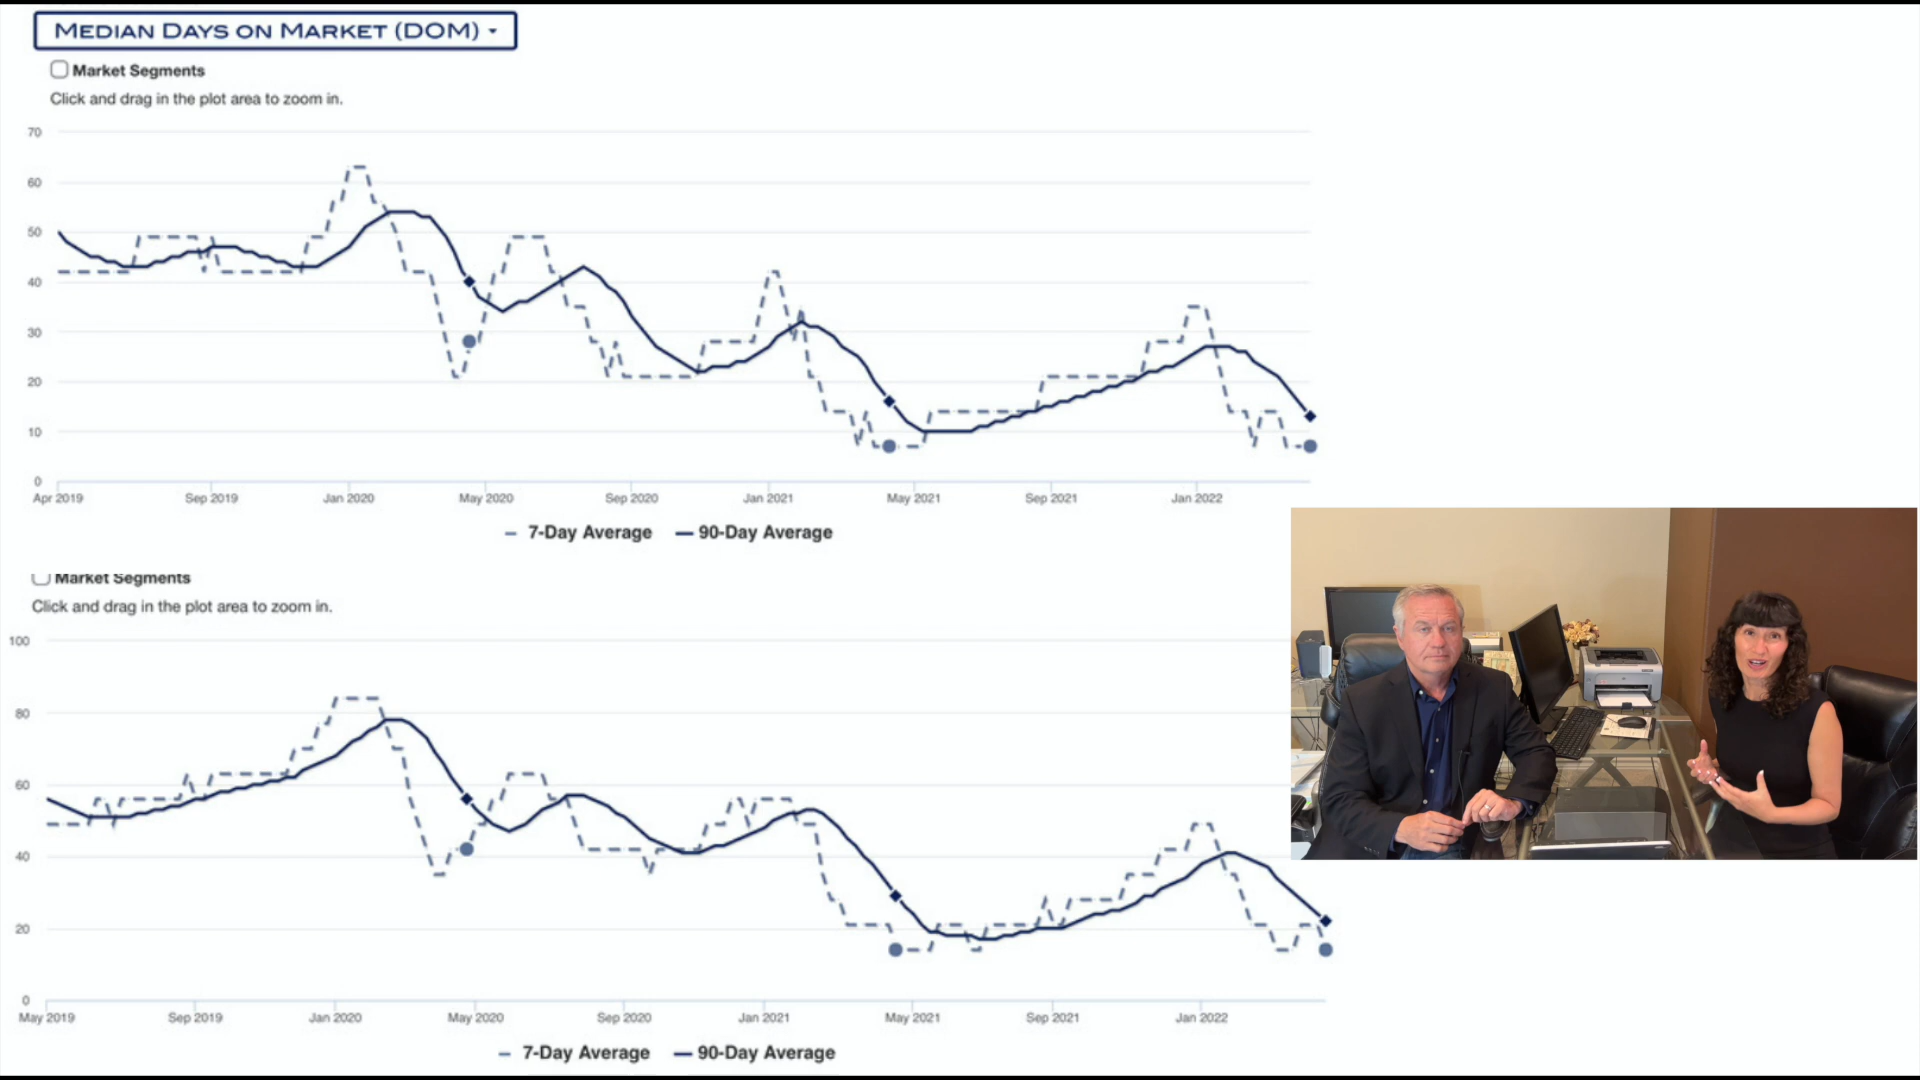 MEDIAN DAYS ON MARKET (DOM)
Market Segments
Click and drag in the plot area to zoom in.
70
60
50
40
30
20
10
0
Apr 2019 Sep 2019 Jan 2020 May 2020 Sep 2020 Jan 2021 May 2021 Sep 2021 Jan 2022
7-Day Average 90-Day Average
Market Segments
Click and drag in the plot area to zoom in.
100
80
60
40
20
0
May 2019 Sep 2019 Jan 2020 May 2020 Sep 2020 Jan 2021 May 2021 Sep 2021 Jan 2022
7-Day Average 90-Day Average